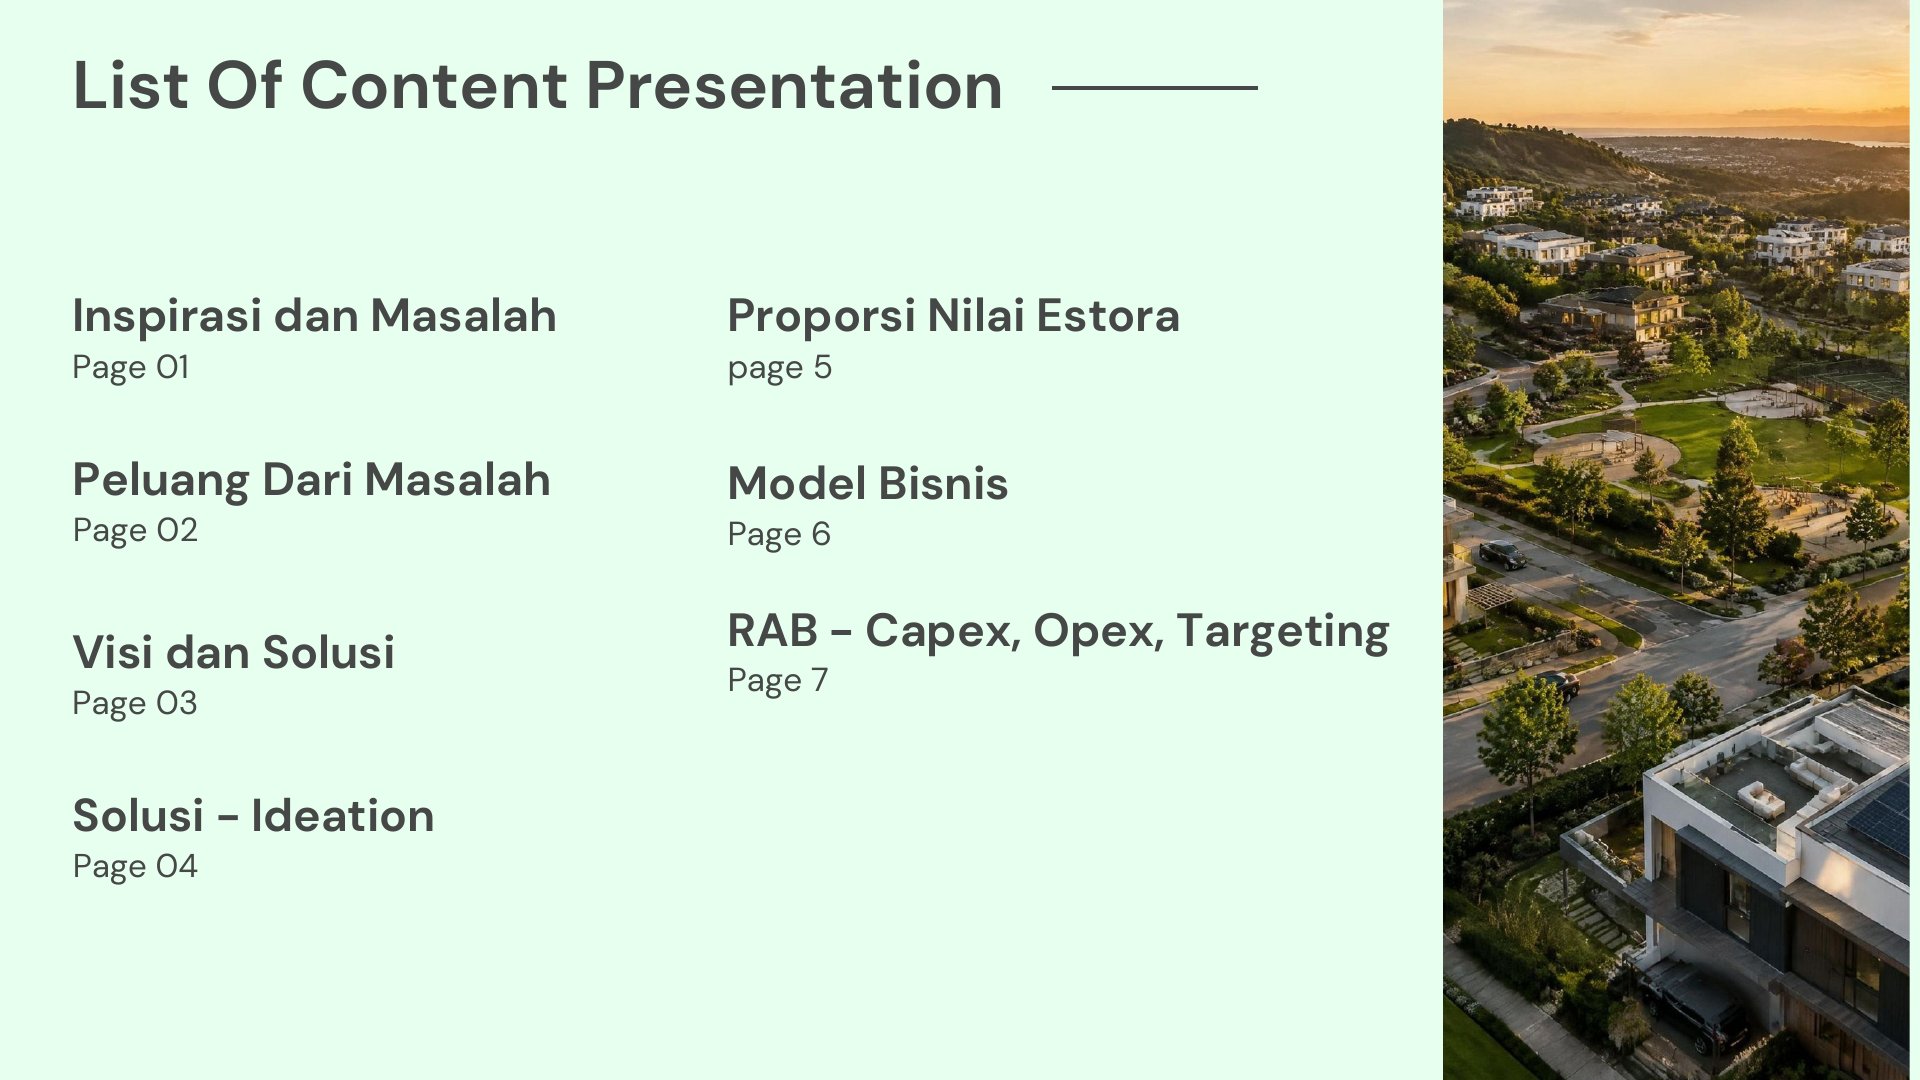 List Of Content Presentation
Inspirasi dan Masalah
Page 01
Peluang Dari Masalah
Page 02
Visi dan Solusi
Page 03
Solusi - Ideation
Page 04
Proporsi Nilai Estora
page 5
Model Bisnis
Page 6
RAB - Capex, Opex, Targeting
Page 7